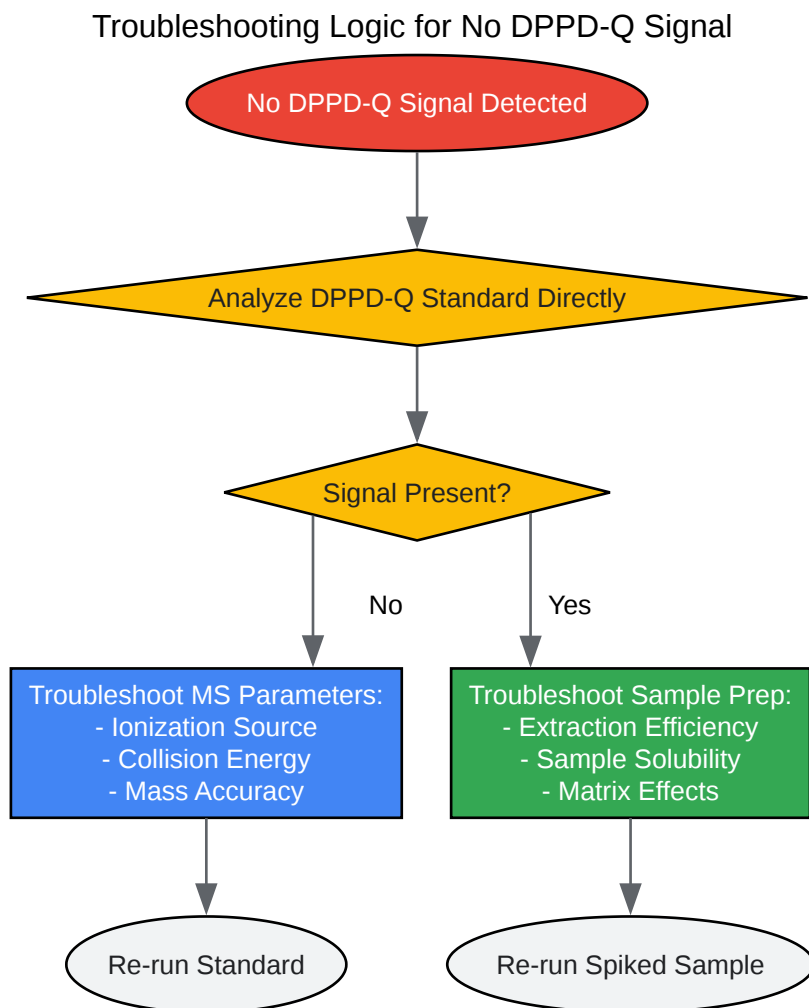 Troubleshooting Logic for No DPPD-Q Signal
No DPPD-Q Signal Detected
Analyze DPPD-Q Standard Directly
Signal Present?
No
Yes
Troubleshoot MS Parameters:
- Ionization Source
- Collision Energy
- Mass Accuracy
Troubleshoot Sample Prep:
- Extraction Efficiency
- Sample Solubility
- Matrix Effects
Re-run Standard
Re-run Spiked Sample